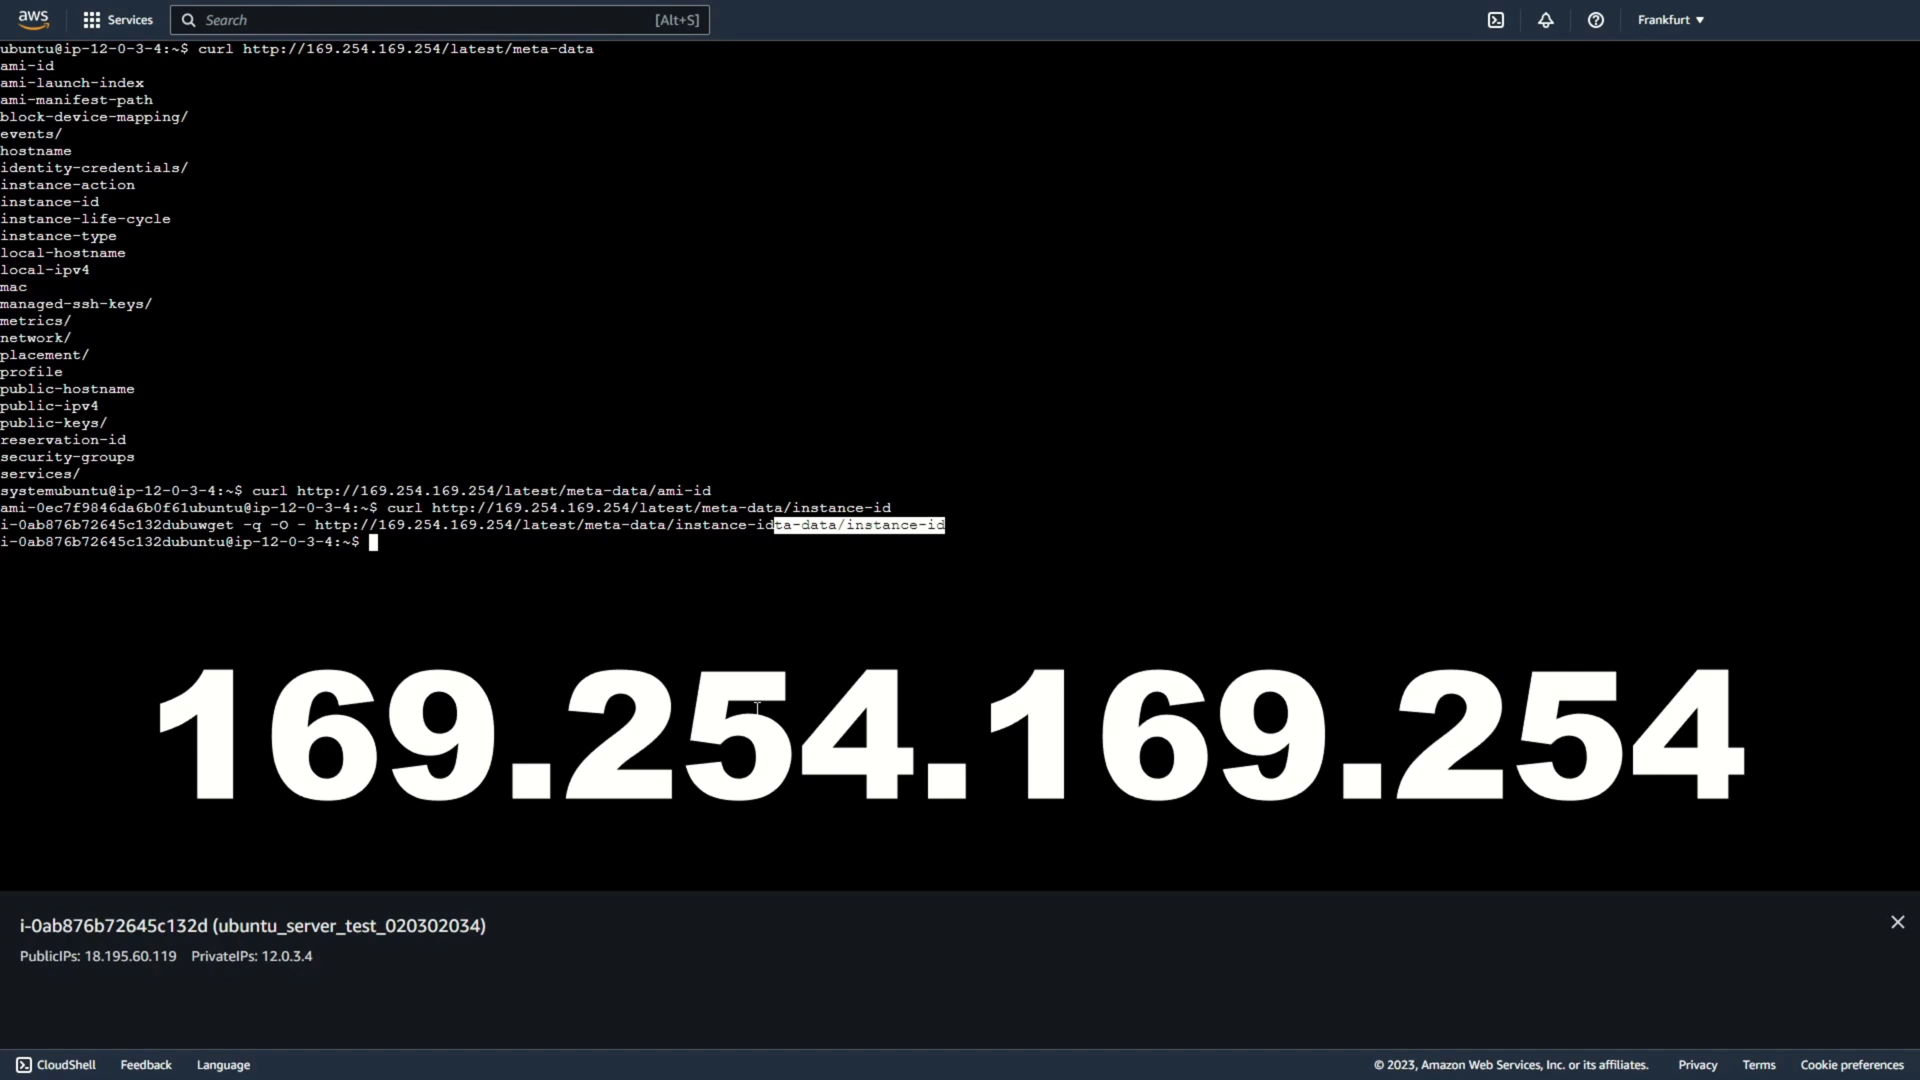 aws Services Search [Alt+S] Frankfurt ▼
ubuntu@ip-12-0-3-4:~$ curl http://169.254.169.254/latest/meta-data
ami-id
ami-launch-index
ami-manifest-path
block-device-mapping/
events/
hostname
identity-credentials/
instance-action
instance-id
instance-life-cycle
instance-type
local-hostname
local-ipv4
mac
managed-ssh-keys/
metrics/
network/
placement/
profile
public-hostname
public-ipv4
public-keys/
reservation-id
security-groups
services/
systemubuntu@ip-12-0-3-4:~$ curl http://169.254.169.254/latest/meta-data/ami-id
ami-0ec7f9846da6b0f61ubuntu@ip-12-0-3-4:~$ curl http://169.254.169.254/latest/meta-data/instance-id
i-0ab876b72645c132dubuwget -q -O - http://169.254.169.254/latest/meta-data/instance-idta-data/instance-id
i-0ab876b72645c132dubuntu@ip-12-0-3-4:~$
169.254.169.254
i-0ab876b72645c132d (ubuntu_server_test_020302034)
PublicIPs: 18.195.60.119 PrivateIPs: 12.0.3.4
CloudShell Feedback Language © 2023, Amazon Web Services, Inc. or its affiliates. Privacy Terms Cookie preferences